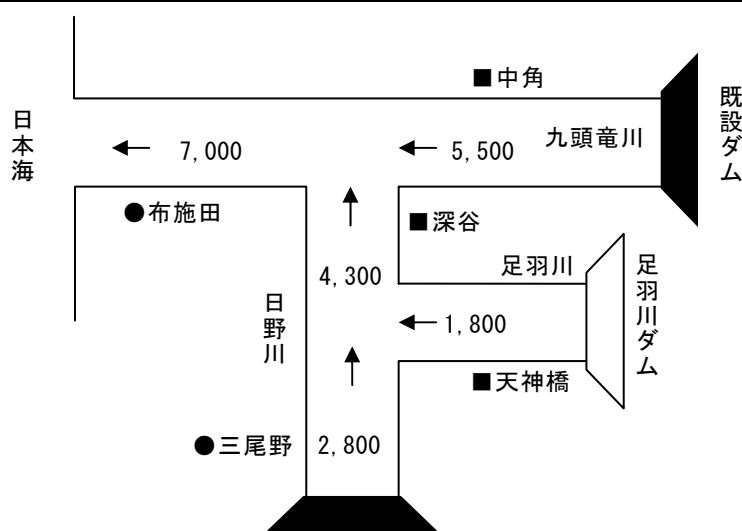 ■中角
日本海
既設ダム
← 7,000
← 5,500
九頭竜川
●布施田
↑
■深谷
4,300
足羽川
足羽川ダム
日野川
← 1,800
↑
■天神橋
●三尾野
2,800